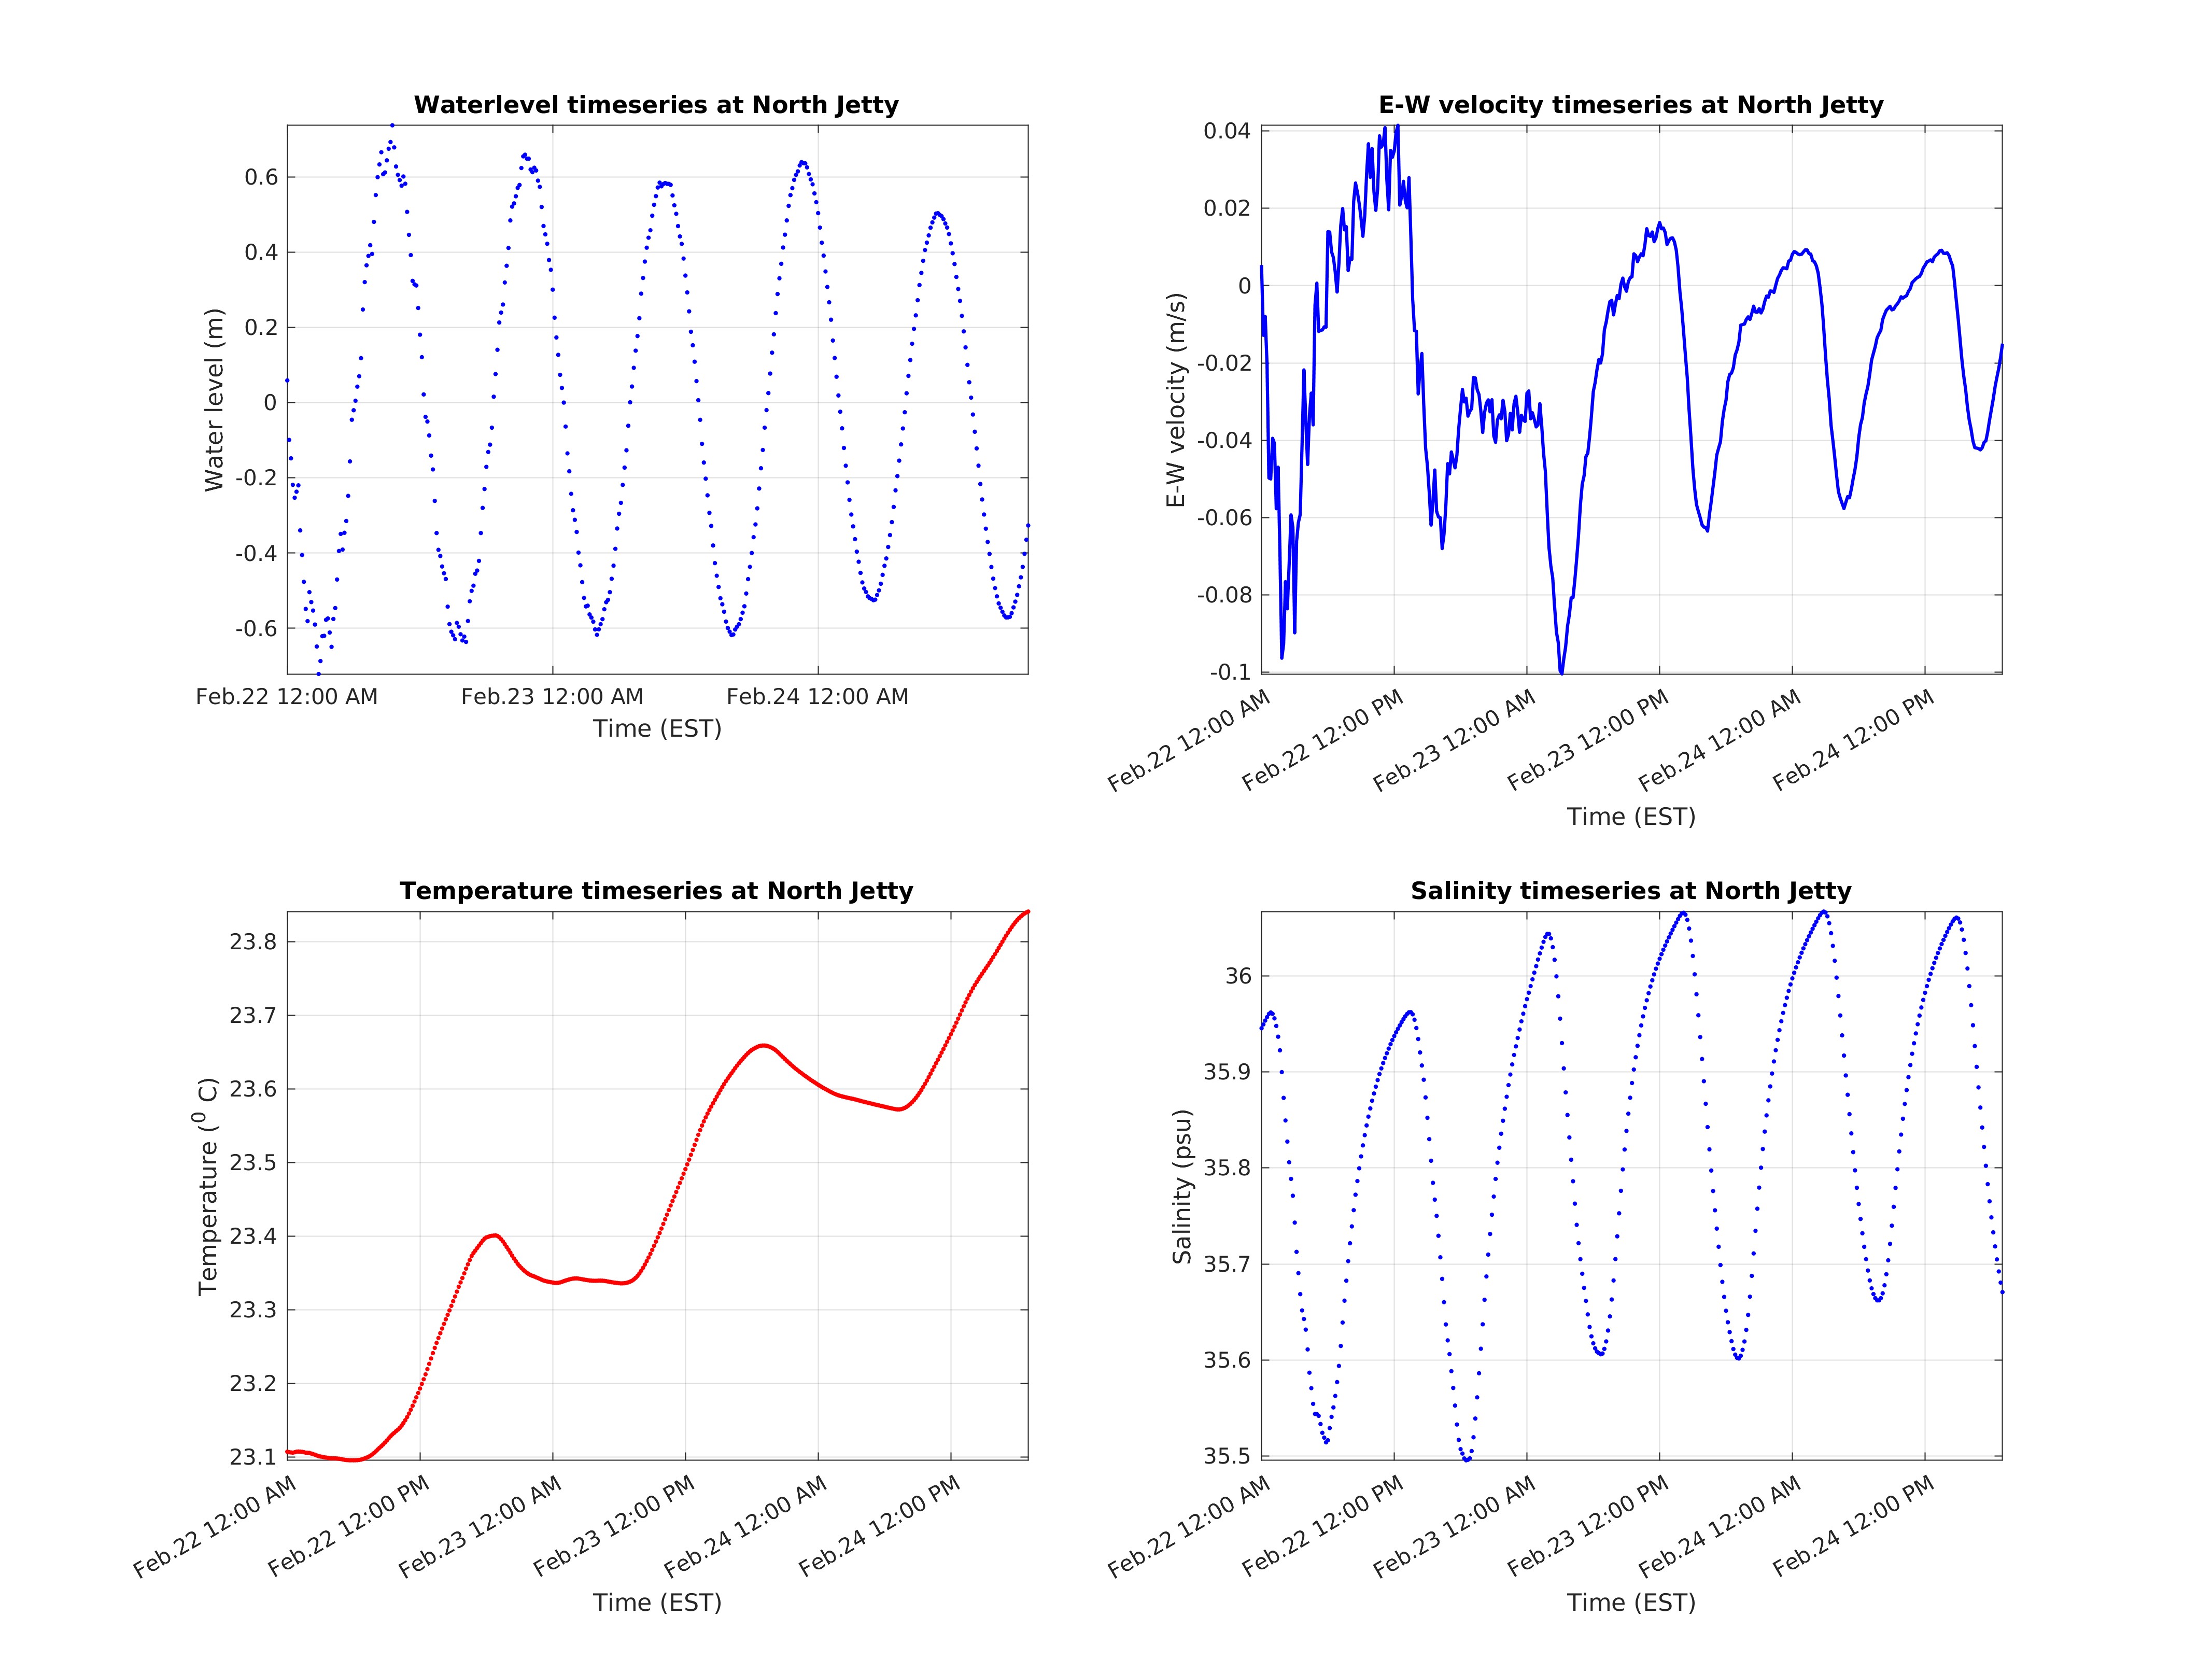 Waterlevel timeseries at North Jetty
0.6
0.4
0.2
0
-0.2
-0.4
-0.6
Water level (m)
Feb.22 12:00 AM
Feb.23 12:00 AM
Feb.24 12:00 AM
Time (EST)
E-W velocity timeseries at North Jetty
0.04
0.02
0
-0.02
-0.04
-0.06
-0.08
-0.1
E-W velocity (m/s)
Feb.22 12:00 AM
Feb.22 12:00 PM
Feb.23 12:00 AM
Feb.23 12:00 PM
Feb.24 12:00 AM
Feb.24 12:00 PM
Time (EST)
Temperature timeseries at North Jetty
23.8
23.7
23.6
23.5
23.4
23.3
23.2
23.1
Temperature (⁰ C)
Feb.22 12:00 AM
Feb.22 12:00 PM
Feb.23 12:00 AM
Feb.23 12:00 PM
Feb.24 12:00 AM
Feb.24 12:00 PM
Time (EST)
Salinity timeseries at North Jetty
36
35.9
35.8
35.7
35.6
35.5
Salinity (psu)
Feb.22 12:00 AM
Feb.22 12:00 PM
Feb.23 12:00 AM
Feb.23 12:00 PM
Feb.24 12:00 AM
Feb.24 12:00 PM
Time (EST)